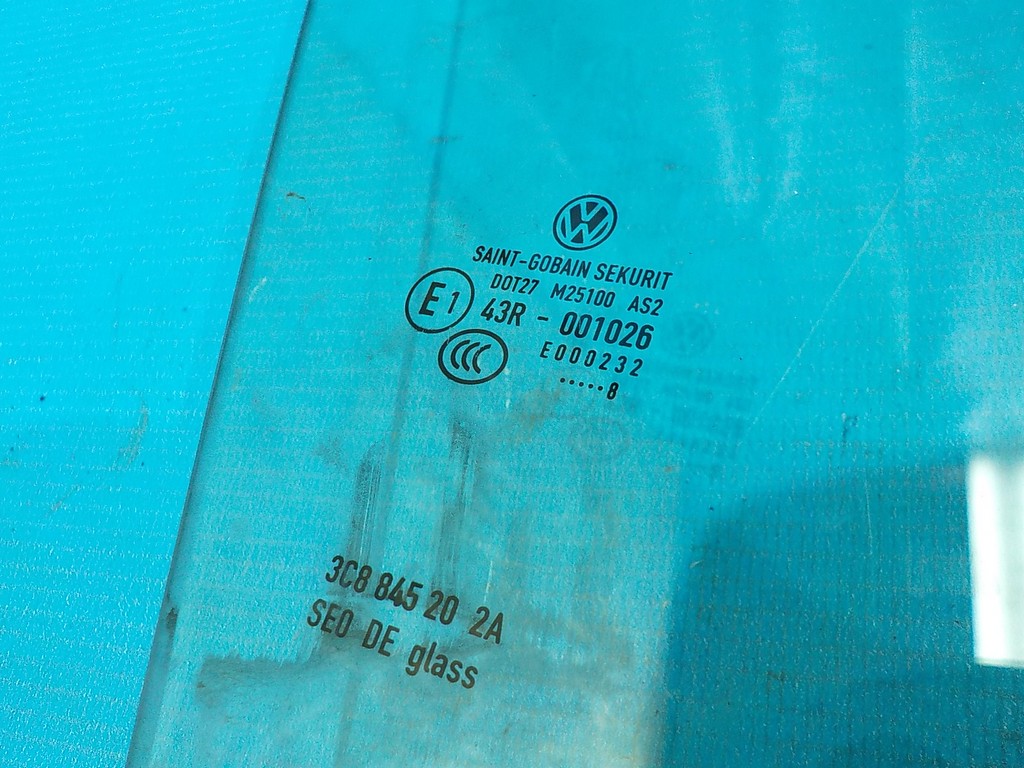 SAINT-GOBAIN SEKURIT
DOT27 M25100 AS2
E1 43R - 001026
CCC E000232
.....8
3C8 845 20 2A
SEO DE glass